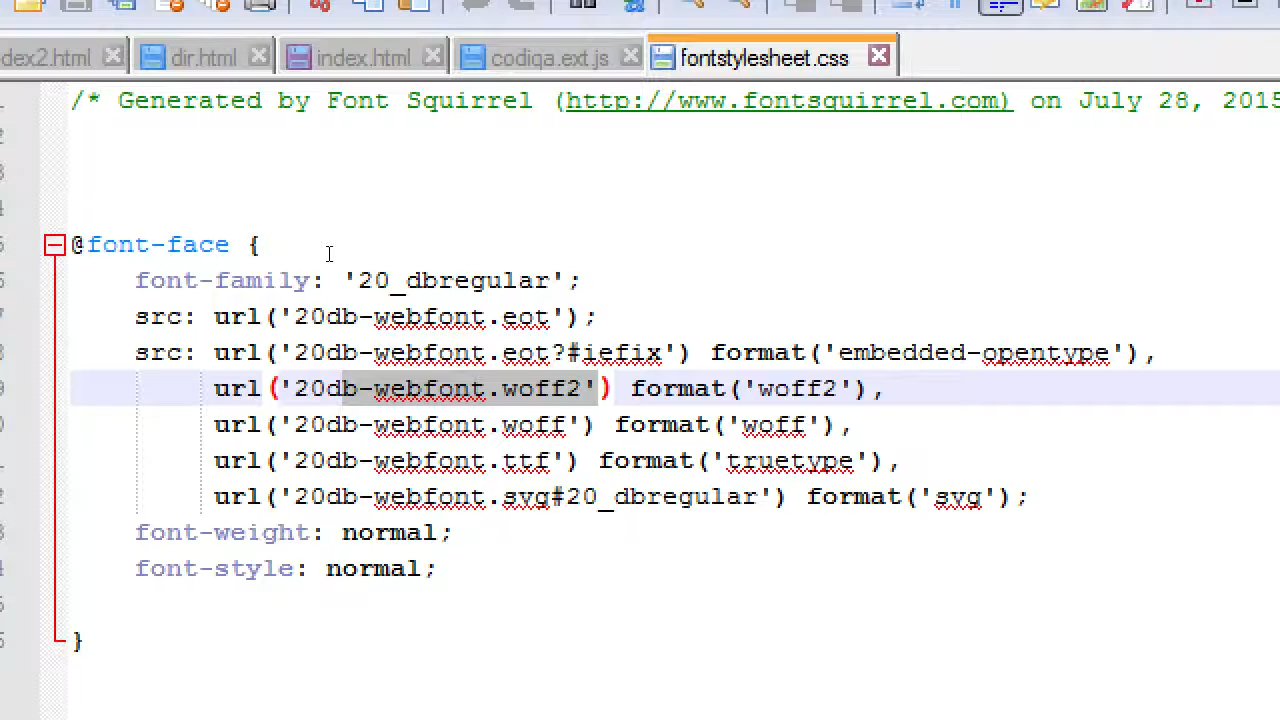 dex2.html dir.html index.html codiqa.ext.js fontstylesheet.css
/* Generated by Font Squirrel (http://www.fontsquirrel.com) on July 28, 2015
2
3
4
@font-face {
font-family: '20_dbregular';
src: url('20db-webfont.eot');
src: url('20db-webfont.eot?#iefix') format('embedded-opentype'),
url('20db-webfont.woff2') format('woff2'),
url('20db-webfont.woff') format('woff'),
url('20db-webfont.ttf') format('truetype'),
url('20db-webfont.svg#20_dbregular') format('svg');
font-weight: normal;
font-style: normal;
}